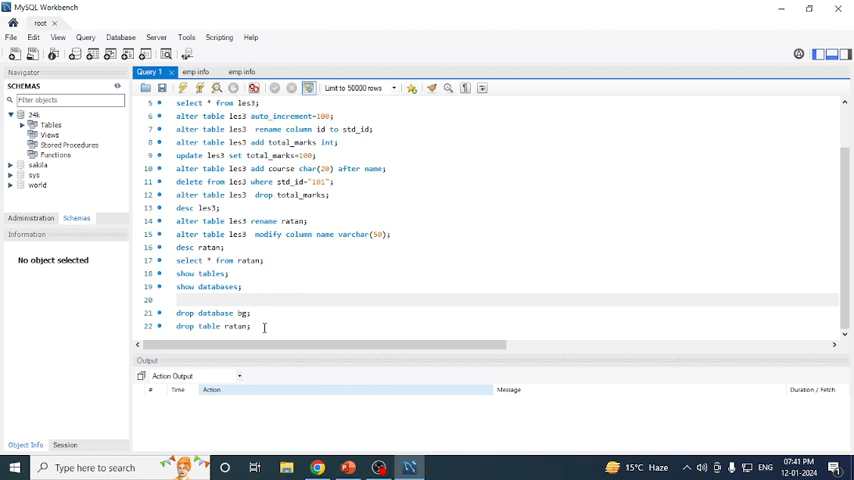 MySQL Workbench
root
File Edit View Query Database Server Tools Scripting Help
Navigator
SCHEMAS
Filter objects
24k
Tables
Views
Stored Procedures
Functions
sakila
sys
world
Administration Schemas
Information
No object selected
Object Info Session
Query 1 emp info emp info
Limit to 50000 rows
5 select * from les3;
6 alter table les3 auto_increment=100;
7 alter table les3 rename column id to std_id;
8 alter table les3 add total_marks int;
9 update les3 set total_marks=100;
10 alter table les3 add course char(20) after name;
11 delete from les3 where std_id="101";
12 alter table les3 drop total_marks;
13 desc les3;
14 alter table les3 rename ratan;
15 alter table les3 modify column name varchar(50);
16 desc ratan;
17 select * from ratan;
18 show tables;
19 show databases;
20
21 drop database bg;
22 drop table ratan;
Output
Action Output
# Time Action Message Duration / Fetch
Type here to search
15°C Haze
ENG
07:41 PM
12-01-2024